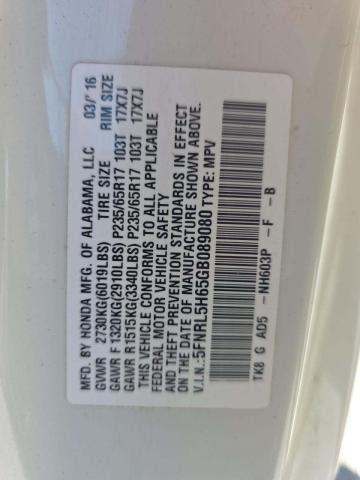 MFD. BY HONDA MFG. OF ALABAMA, LLC 03/'16
GVWR 2730KG(6019LBS) TIRE SIZE RIM SIZE
GAWR F 1320KG(2910LBS) P235/65R17 103T 17X7J
GAWR R 1515KG(3340LBS) P235/65R17 103T 17X7J
THIS VEHICLE CONFORMS TO ALL APPLICABLE
FEDERAL MOTOR VEHICLE SAFETY
AND THEFT PREVENTION STANDARDS IN EFFECT
ON THE DATE OF MANUFACTURE SHOWN ABOVE.
V.I.N.:5FNRL5H65GB089080 TYPE: MPV
TK8 G AD5 - NH603P - F - B